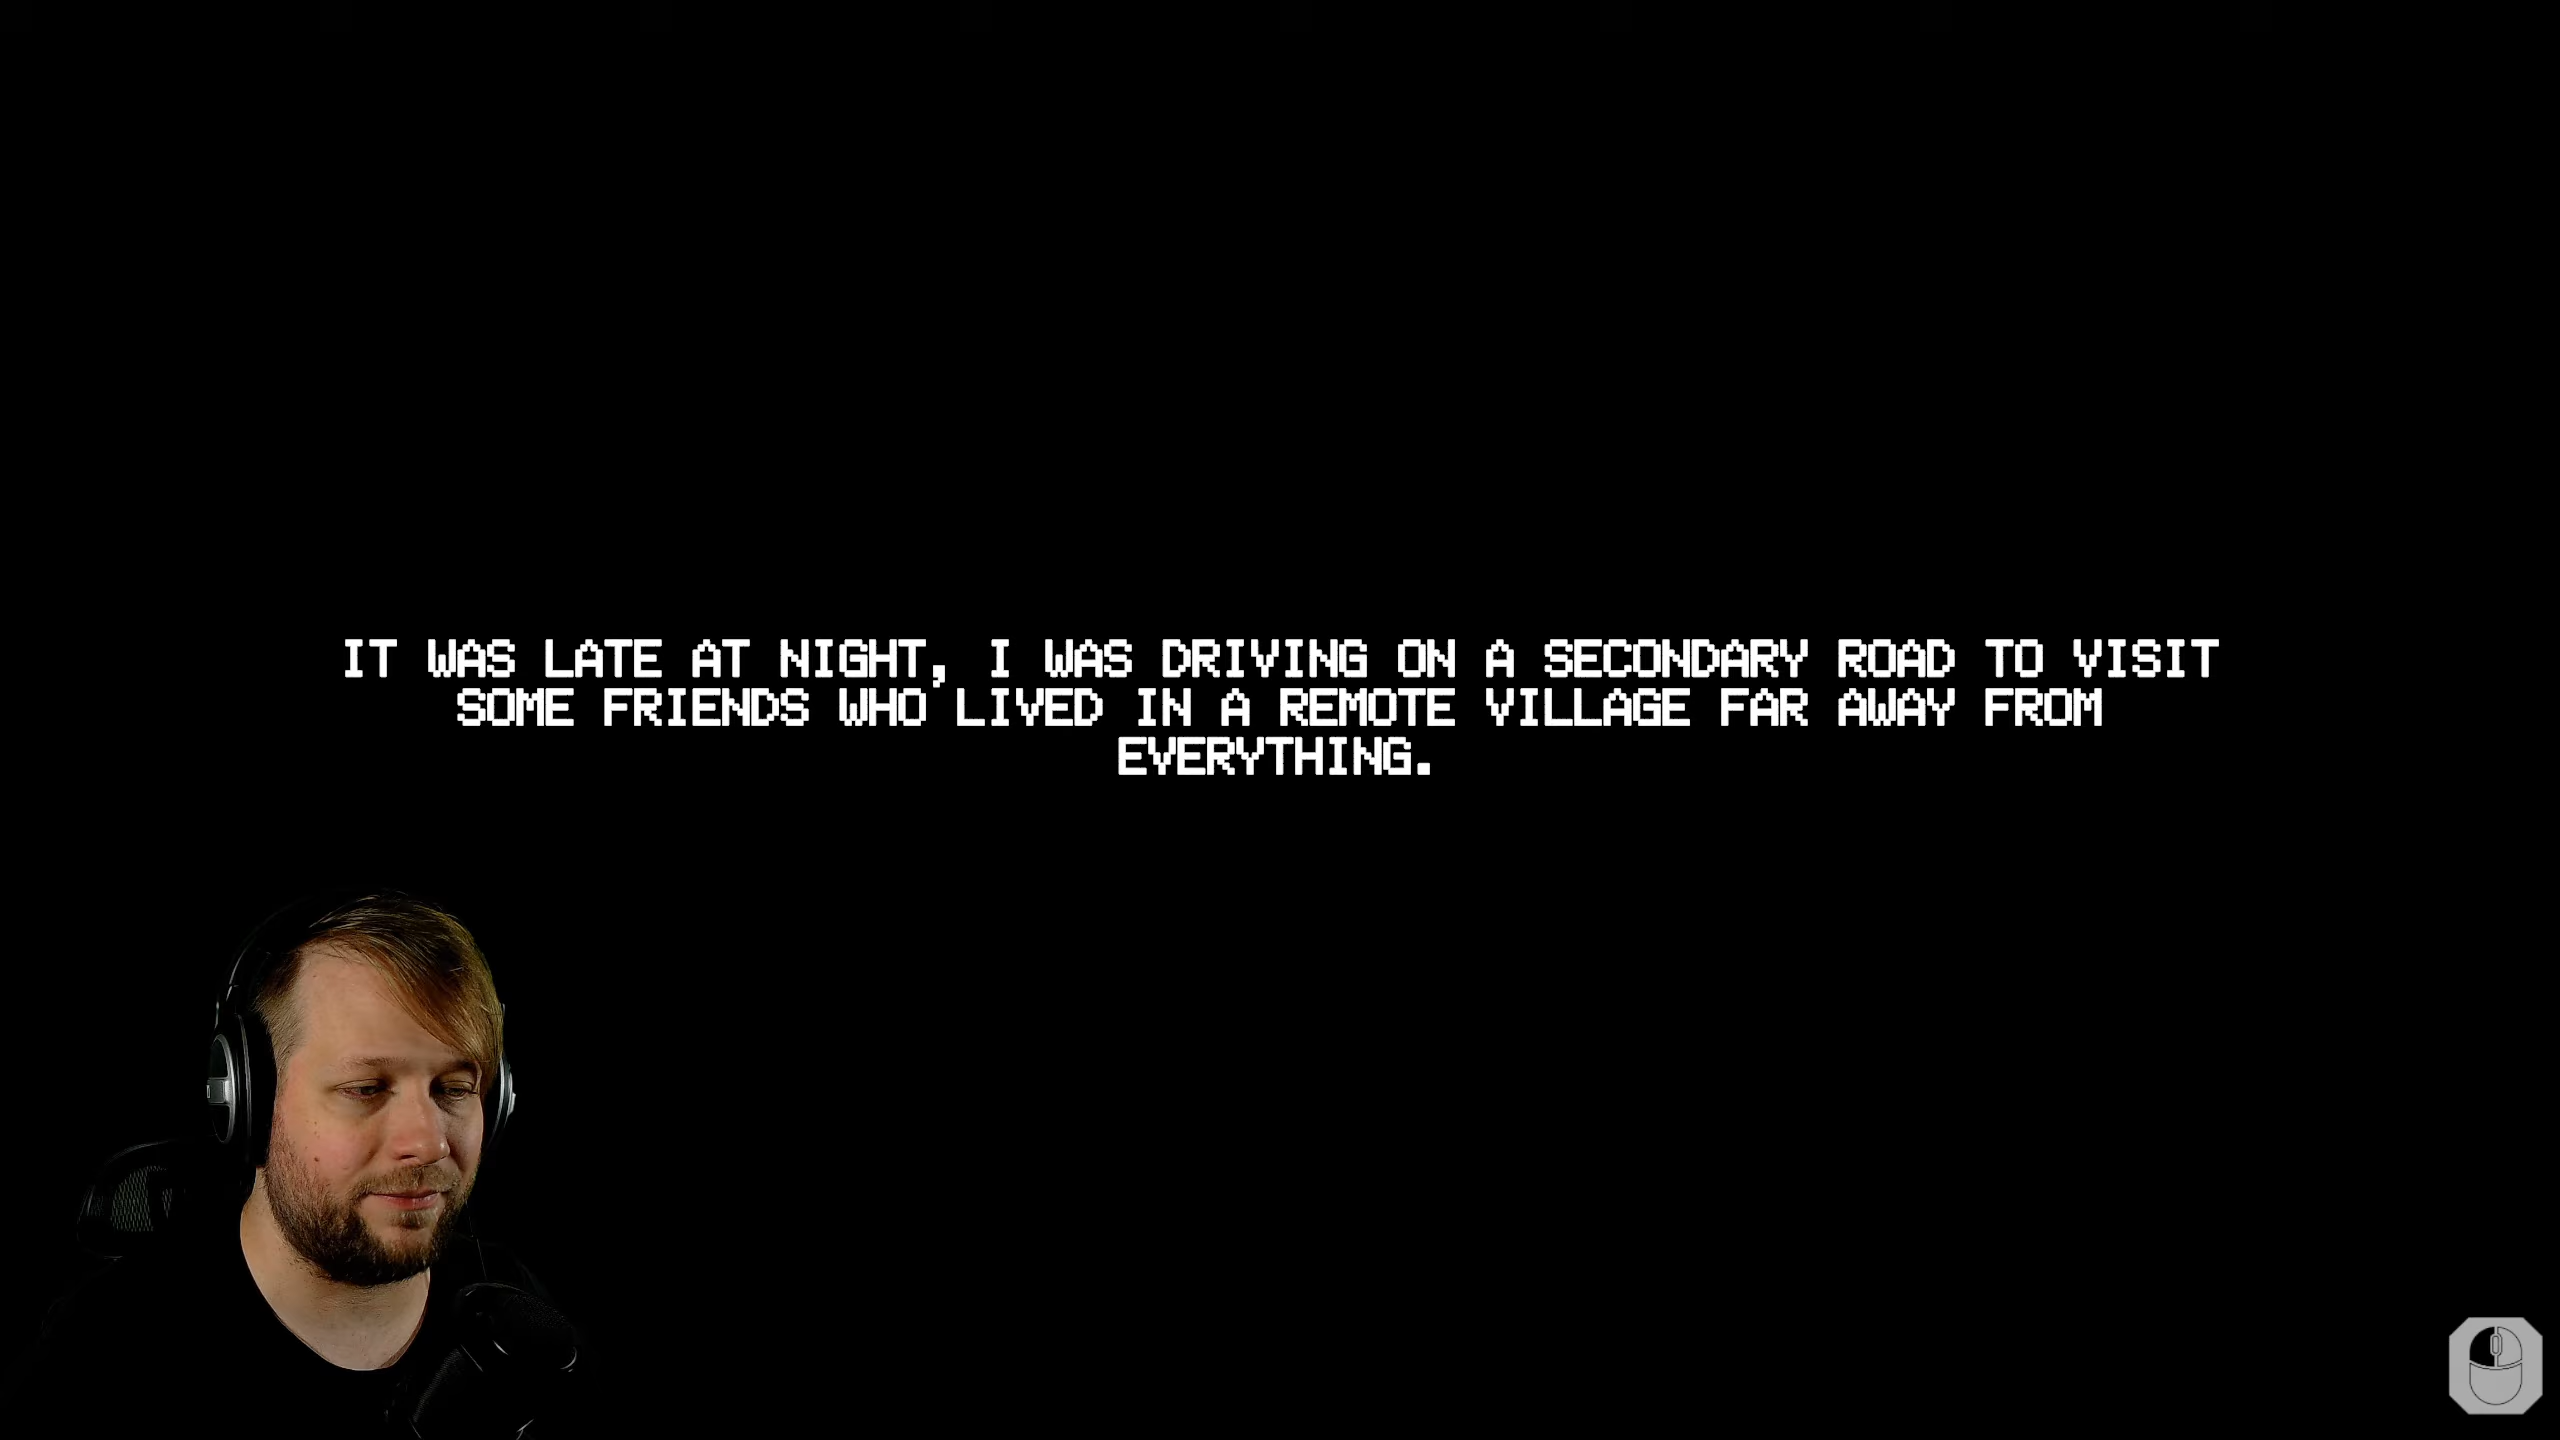 IT WAS LATE AT NIGHT, I WAS DRIVING ON A SECONDARY ROAD TO VISIT
SOME FRIENDS WHO LIVED IN A REMOTE VILLAGE FAR AWAY FROM
EVERYTHING.